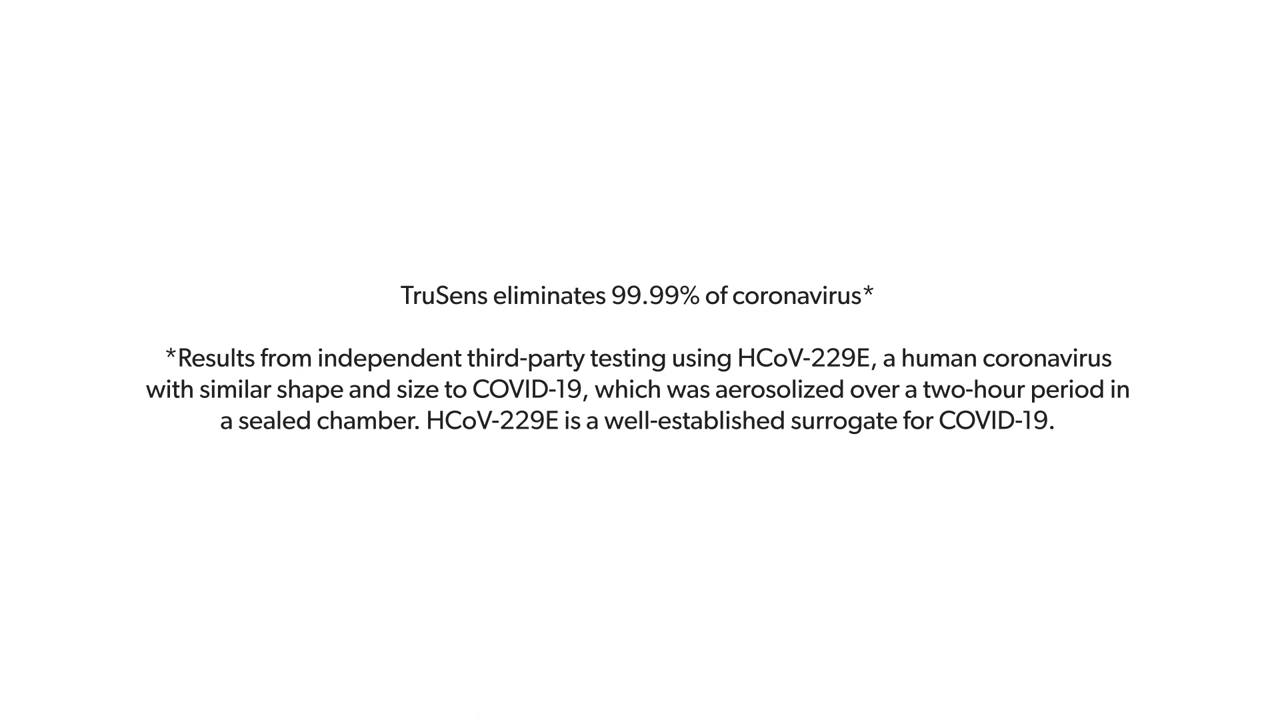 TruSens eliminates 99.99% of coronavirus*
*Results from independent third-party testing using HCoV-229E, a human coronavirus
with similar shape and size to COVID-19, which was aerosolized over a two-hour period in
a sealed chamber. HCoV-229E is a well-established surrogate for COVID-19.